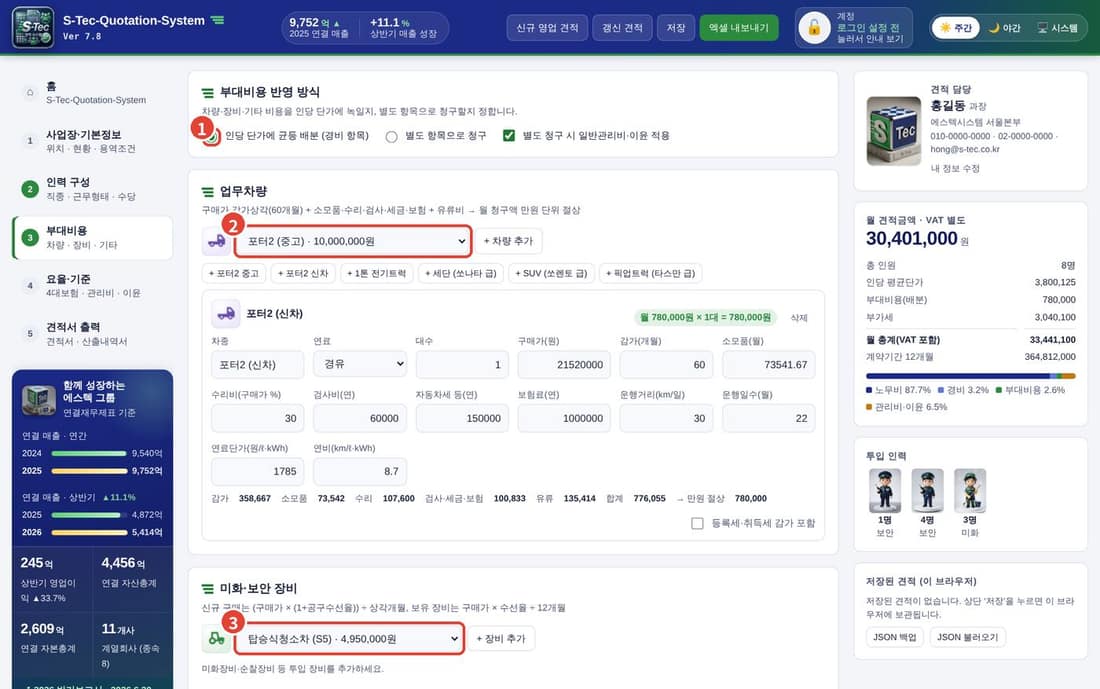 S-Tec
S-Tec-Quotation-System
Ver 7.8
9,752 억 ▲
2025 연결 매출
+11.1 %
상반기 매출 성장
신규 영업 견적
갱신 견적
저장
엑셀 내보내기
계정
로그인 설정 전
눌러서 안내 보기
주간
야간
시스템
홈
S-Tec-Quotation-System
1
사업장·기본정보
위치 · 현황 · 용역조건
2
인력 구성
직종 · 근무형태 · 수당
3
부대비용
차량 · 장비 · 기타
4
요율·기준
4대보험 · 관리비 · 이윤
5
견적서 출력
견적서 · 산출내역서
함께 성장하는
에스텍 그룹
연결재무제표 기준
연결 매출 · 연간
2024 9,540억
2025 9,752억
연결 매출 · 상반기 ▲11.1%
2025 4,872억
2026 5,414억
245억
상반기 영업이
익 ▲33.7%
4,456억
연결 자산총계
2,609억
연결 자본총계
11개사
계열회사 (종속
8)
부대비용 반영 방식
차량·장비·기타 비용을 인당 단가에 녹일지, 별도 항목으로 청구할지 정합니다.
1
인당 단가에 균등 배분 (경비 항목)
별도 항목으로 청구
별도 청구 시 일반관리비·이윤 적용
업무차량
구매가 감가상각(60개월) + 소모품·수리·검사·세금·보험 + 유류비 → 월 청구액 만원 단위 절상
2
포터2 (중고) · 10,000,000원
+ 차량 추가
+ 포터2 중고
+ 포터2 신차
+ 1톤 전기트럭
+ 세단 (쏘나타 급)
+ SUV (쏘렌토 급)
+ 픽업트럭 (타스만 급)
포터2 (신차)
월 780,000원 × 1대 = 780,000원
삭제
차종 연료 대수 구매가(원) 감가(개월) 소모품(월)
포터2 (신차) 경유 1 21520000 60 73541.67
수리비(구매가 %) 검사비(연) 자동차세 등(연) 보험료(연) 운행거리(km/일) 운행일수(월)
30 60000 150000 1000000 30 22
연료단가(원/ℓ·kWh) 연비(km/ℓ·kWh)
1785 8.7
감가 358,667 소모품 73,542 수리 107,600 검사·세금·보험 100,833 유류 135,414 합계 776,055 → 만원 절상 780,000
등록세·취득세 감가 포함
미화·보안 장비
신규 구매는 (구매가 × (1+공구수선율)) ÷ 상각개월, 보유 장비는 구매가 × 수선율 ÷ 12개월
3
탑승식청소차 (S5) · 4,950,000원
+ 장비 추가
미화장비·순찰장비 등 투입 장비를 추가하세요.
견적 담당
홍길동 과장
에스텍시스템 서울본부
010-0000-0000 · 02-0000-0000 ·
hong@s-tec.co.kr
내 정보 수정
S Tec
월 견적금액 · VAT 별도
30,401,000 원
총 인원 8명
인당 평균단가 3,800,125
부대비용(배분) 780,000
부가세 3,040,100
월 총계(VAT 포함) 33,441,100
계약기간 12개월 364,812,000
노무비 87.7% 경비 3.2% 부대비용 2.6%
관리비·이윤 6.5%
투입 인력
1명 4명 3명
보안 보안 미화
저장된 견적 (이 브라우저)
저장된 견적이 없습니다. 상단 '저장'을 누르면 이 브라
우저에 보관됩니다.
JSON 백업
JSON 불러오기